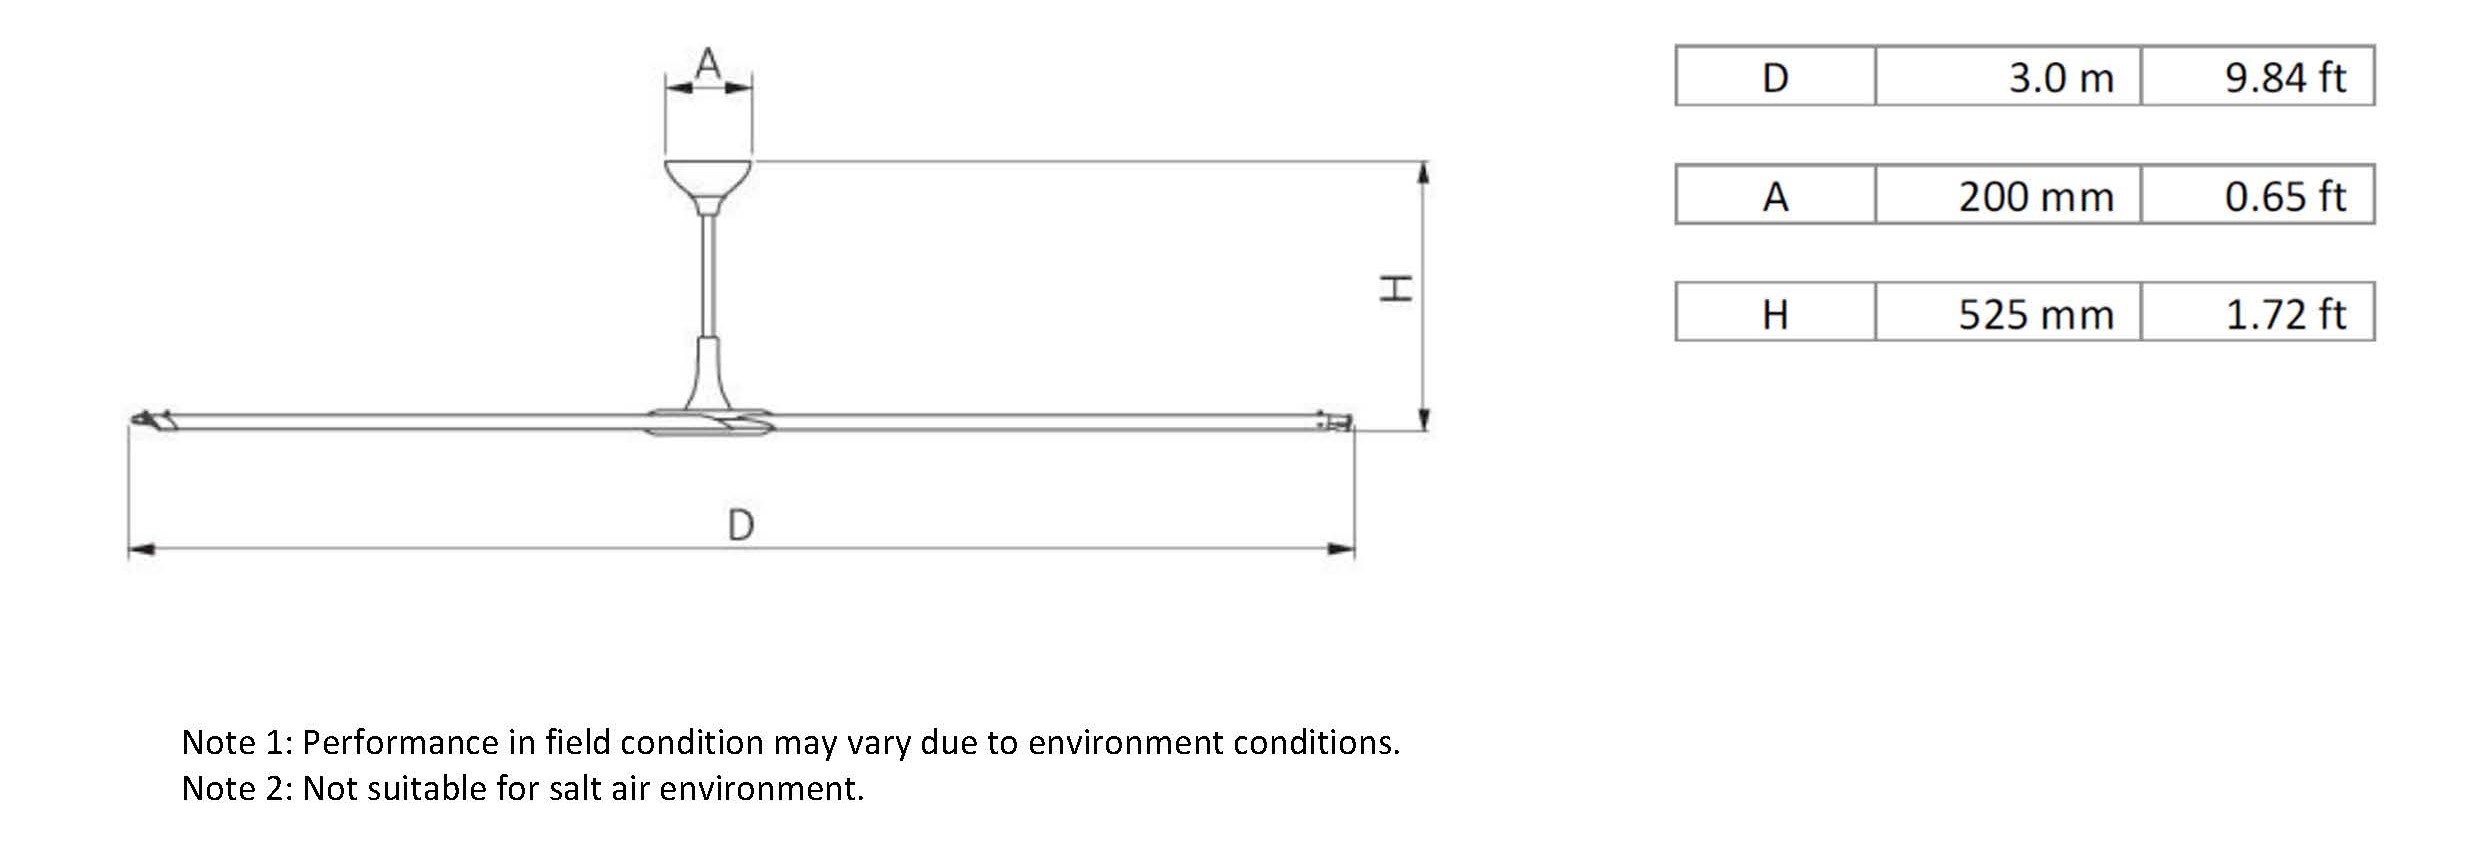 A
D 3.0 m 9.84 ft
A 200 mm 0.65 ft
H
H 525 mm 1.72 ft
D
Note 1: Performance in field condition may vary due to environment conditions.
Note 2: Not suitable for salt air environment.